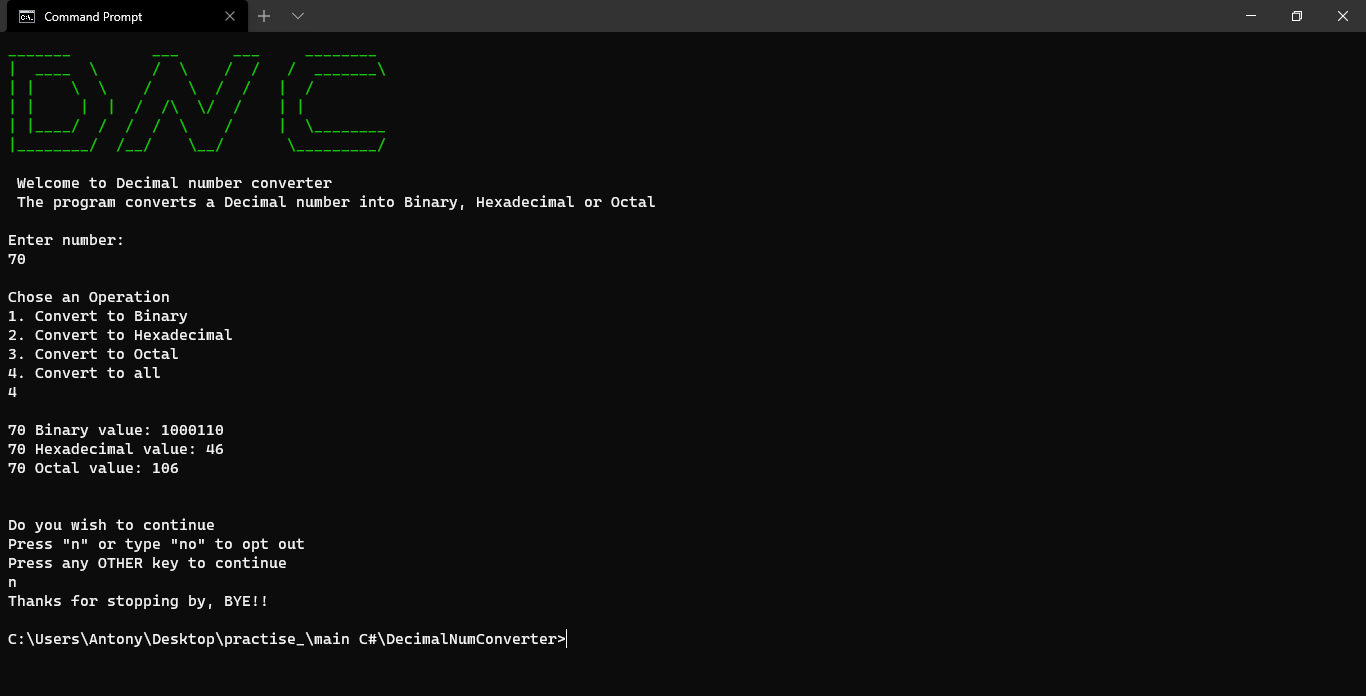 Command Prompt
DNC
Welcome to Decimal number converter
The program converts a Decimal number into Binary, Hexadecimal or Octal
Enter number:
70
Chose an Operation
1. Convert to Binary
2. Convert to Hexadecimal
3. Convert to Octal
4. Convert to all
4
70 Binary value: 1000110
70 Hexadecimal value: 46
70 Octal value: 106
Do you wish to continue
Press "n" or type "no" to opt out
Press any OTHER key to continue
n
Thanks for stopping by, BYE!!
C:\Users\Antony\Desktop\practise_\main C#\DecimalNumConverter>